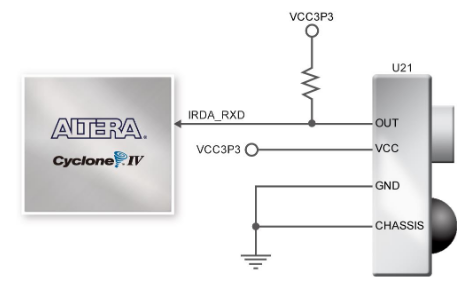 VCC3P3
U21
IRDA_RXD
OUT
ALTERA.
Cyclone IV
VCC3P3
VCC
GND
CHASSIS